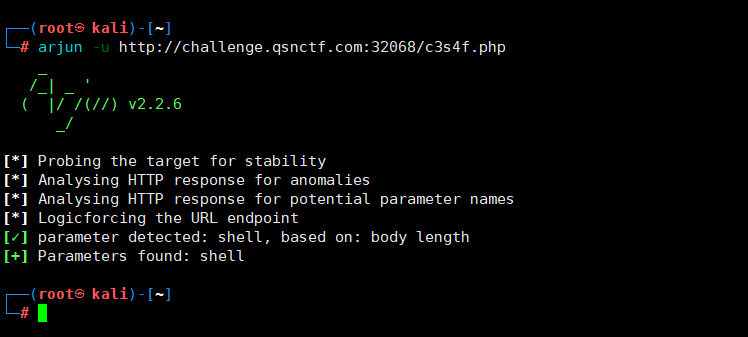 ┌──(root㉿ kali)-[~]
└─# arjun -u http://challenge.qsnctf.com:32068/c3s4f.php
    _
   /_| _ '
  (  |/ /(//) v2.2.6
      _/
[*] Probing the target for stability
[*] Analysing HTTP response for anomalies
[*] Analysing HTTP response for potential parameter names
[*] Logicforcing the URL endpoint
[✓] parameter detected: shell, based on: body length
[+] Parameters found: shell
┌──(root㉿ kali)-[~]
└─#